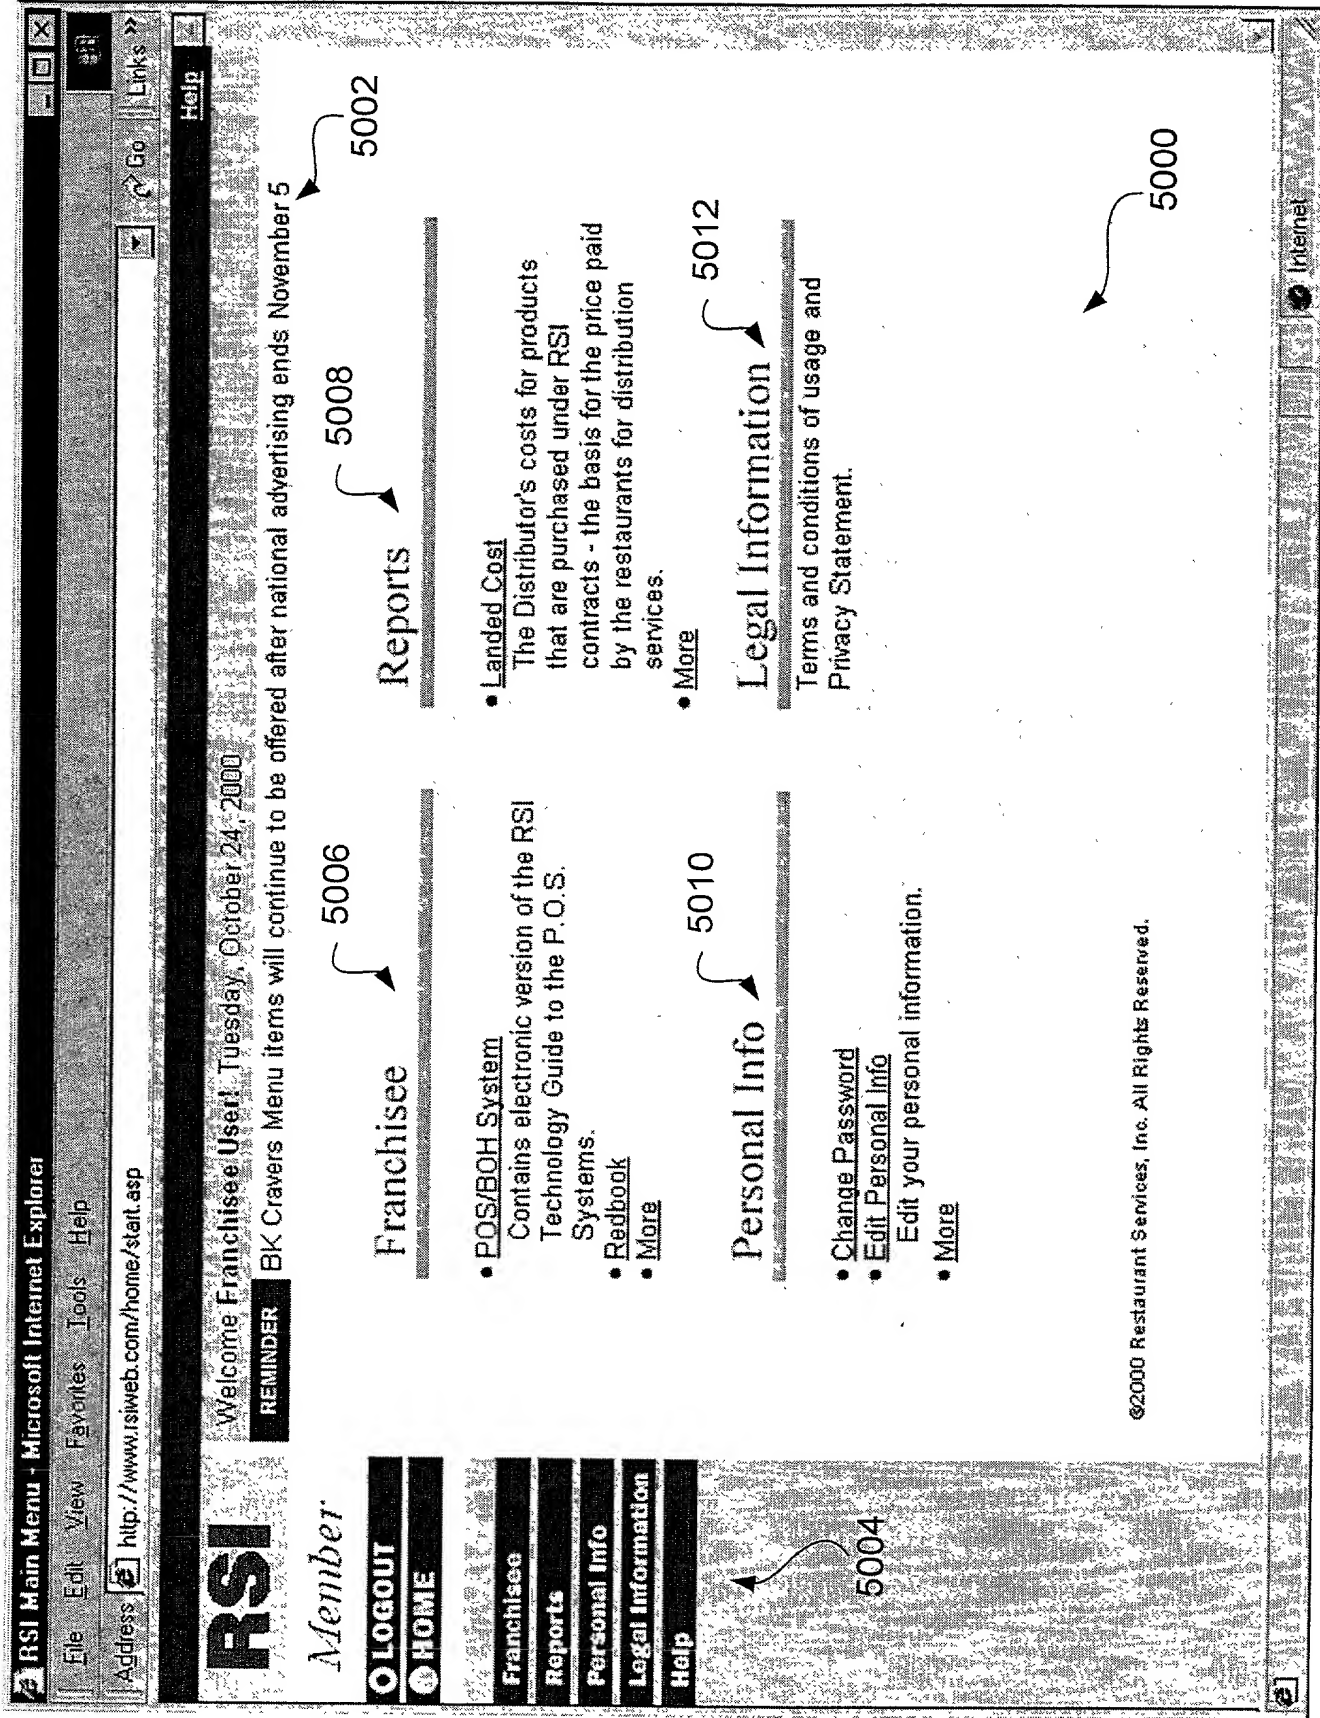 RSI Main Menu - Microsoft Internet Explorer
File Edit View Favorites Tools Help
Address http://www.rsiweb.com/home/start.asp Go Links »
Help
RSI
Welcome Franchisee User! Tuesday, October 24, 2000
REMINDER BK Cravers Menu items will continue to be offered after national advertising ends November 5
5002
Member
LOGOUT
HOME
Franchisee
Reports
Personal Info
Legal Information
Help
5004
5006
Franchisee
• POS/BOH System
Contains electronic version of the RSI
Technology Guide to the P.O.S.
Systems.
• Redbook
• More
5008
Reports
• Landed Cost
The Distributor's costs for products
that are purchased under RSI
contracts - the basis for the price paid
by the restaurants for distribution
services.
• More
5010
Personal Info
• Change Password
• Edit Personal Info
Edit your personal information.
• More
5012
Legal Information
Terms and conditions of usage and
Privacy Statement.
5000
©2000 Restaurant Services, Inc. All Rights Reserved.
Internet